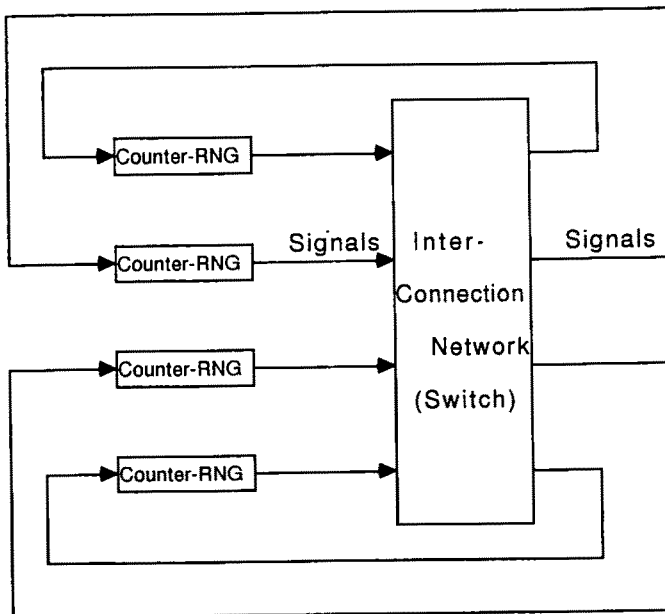 Counter-RNG
Counter-RNG
Signals
Inter-
Connection
Network
(Switch)
Signals
Counter-RNG
Counter-RNG